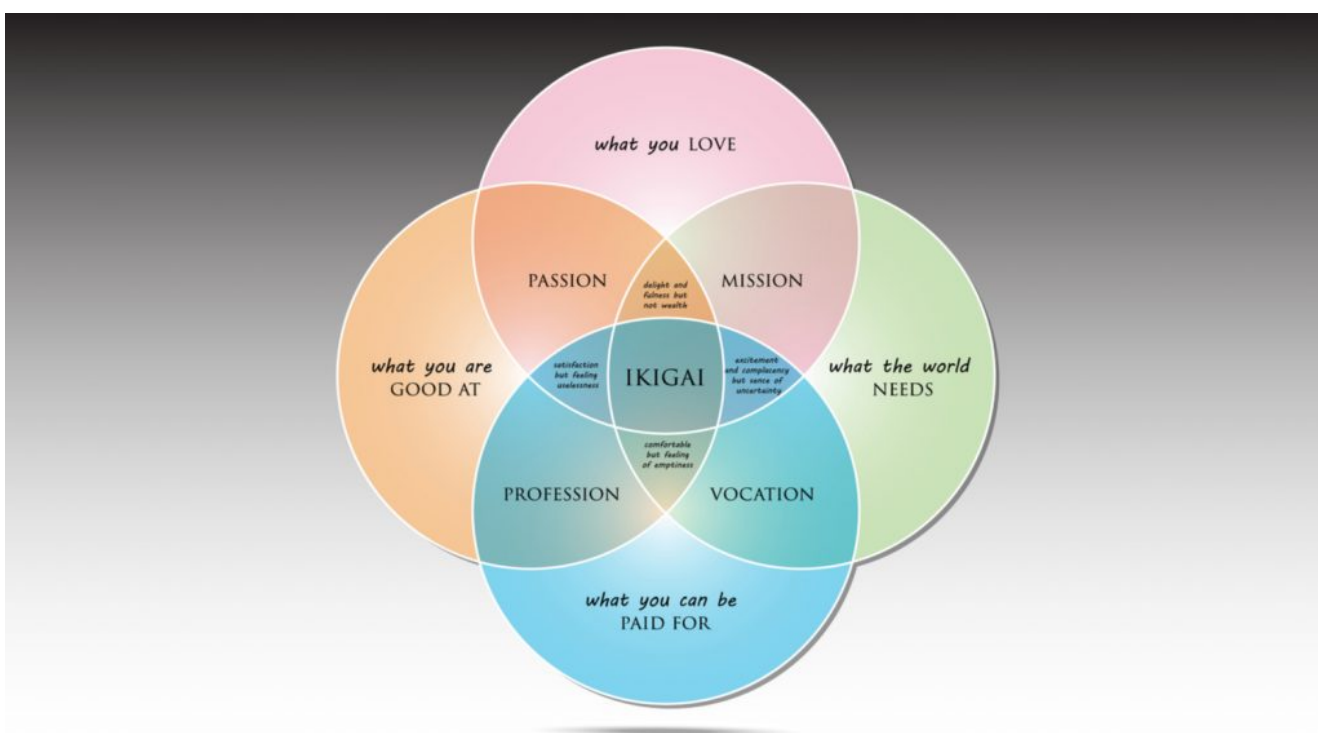 what you LOVE
PASSION
delight and
fulness but
not wealth
MISSION
what you are
GOOD AT
satisfaction
but feeling
uselessness
IKIGAI
excitement
and complacency
but sense of
uncertainty
what the world
NEEDS
comfortable
but feeling
of emptiness
PROFESSION
VOCATION
what you can be
PAID FOR